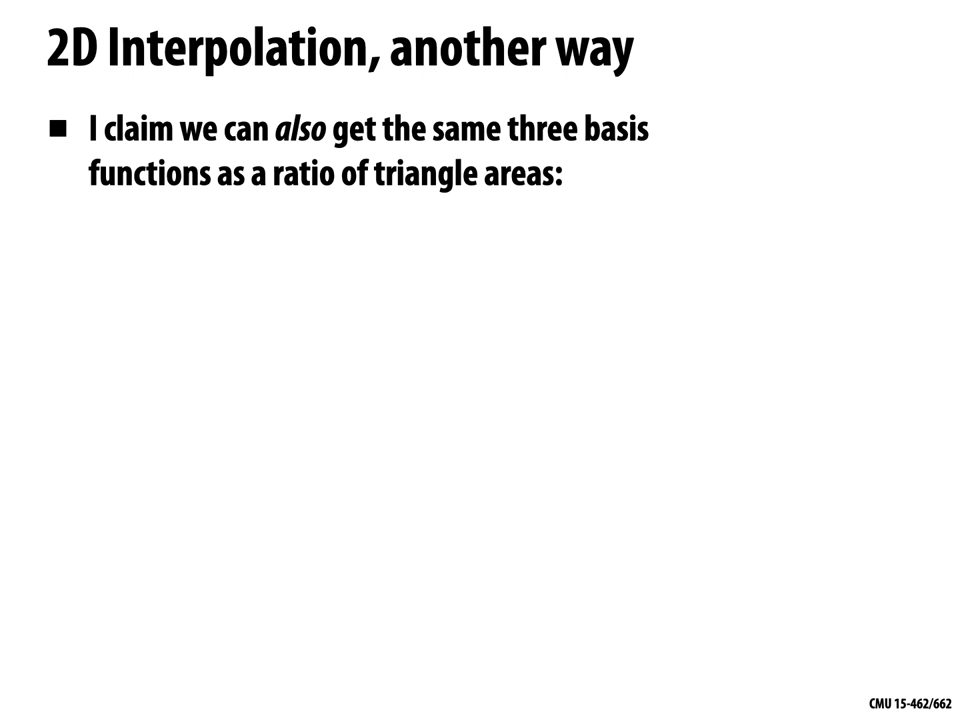 2D Interpolation, another way
■ I claim we can also get the same three basis
functions as a ratio of triangle areas:
CMU 15-462/662